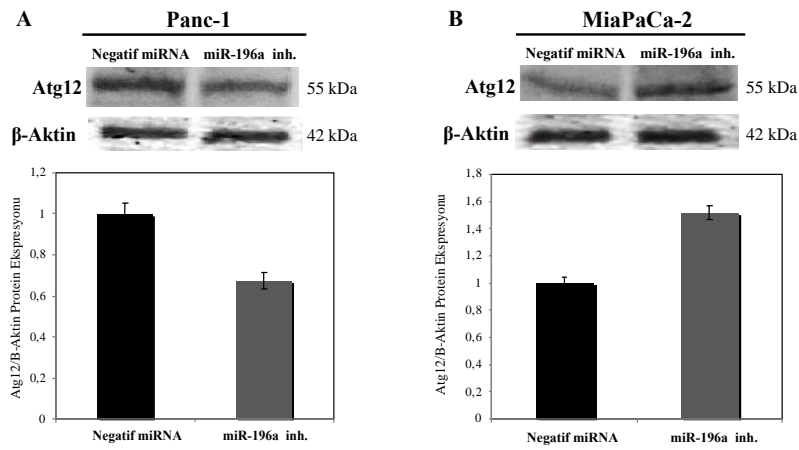 A
Panc-1
Negatif miRNA
miR-196a inh.
Atg12
55 kDa
β-Aktin
42 kDa
1,2
1
0,8
0,6
0,4
0,2
0
Atg12/B-Aktin Protein Ekspresyonu
Negatif miRNA
miR-196a inh.
B
MiaPaCa-2
Negatif miRNA
miR-196a inh.
Atg12
55 kDa
β-Aktin
42 kDa
1,8
1,6
1,4
1,2
1
0,8
0,6
0,4
0,2
0
Atg12/B-Aktin Protein Ekspresyonu
Negatif miRNA
miR-196a inh.